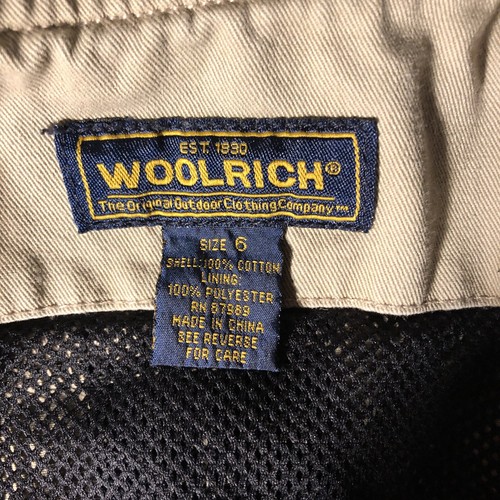 EST. 1830
WOOLRICH®
The Original Outdoor Clothing Company™
SIZE 6
SHELL: 100% COTTON
LINING:
100% POLYESTER
RN 67989
MADE IN CHINA
SEE REVERSE
FOR CARE